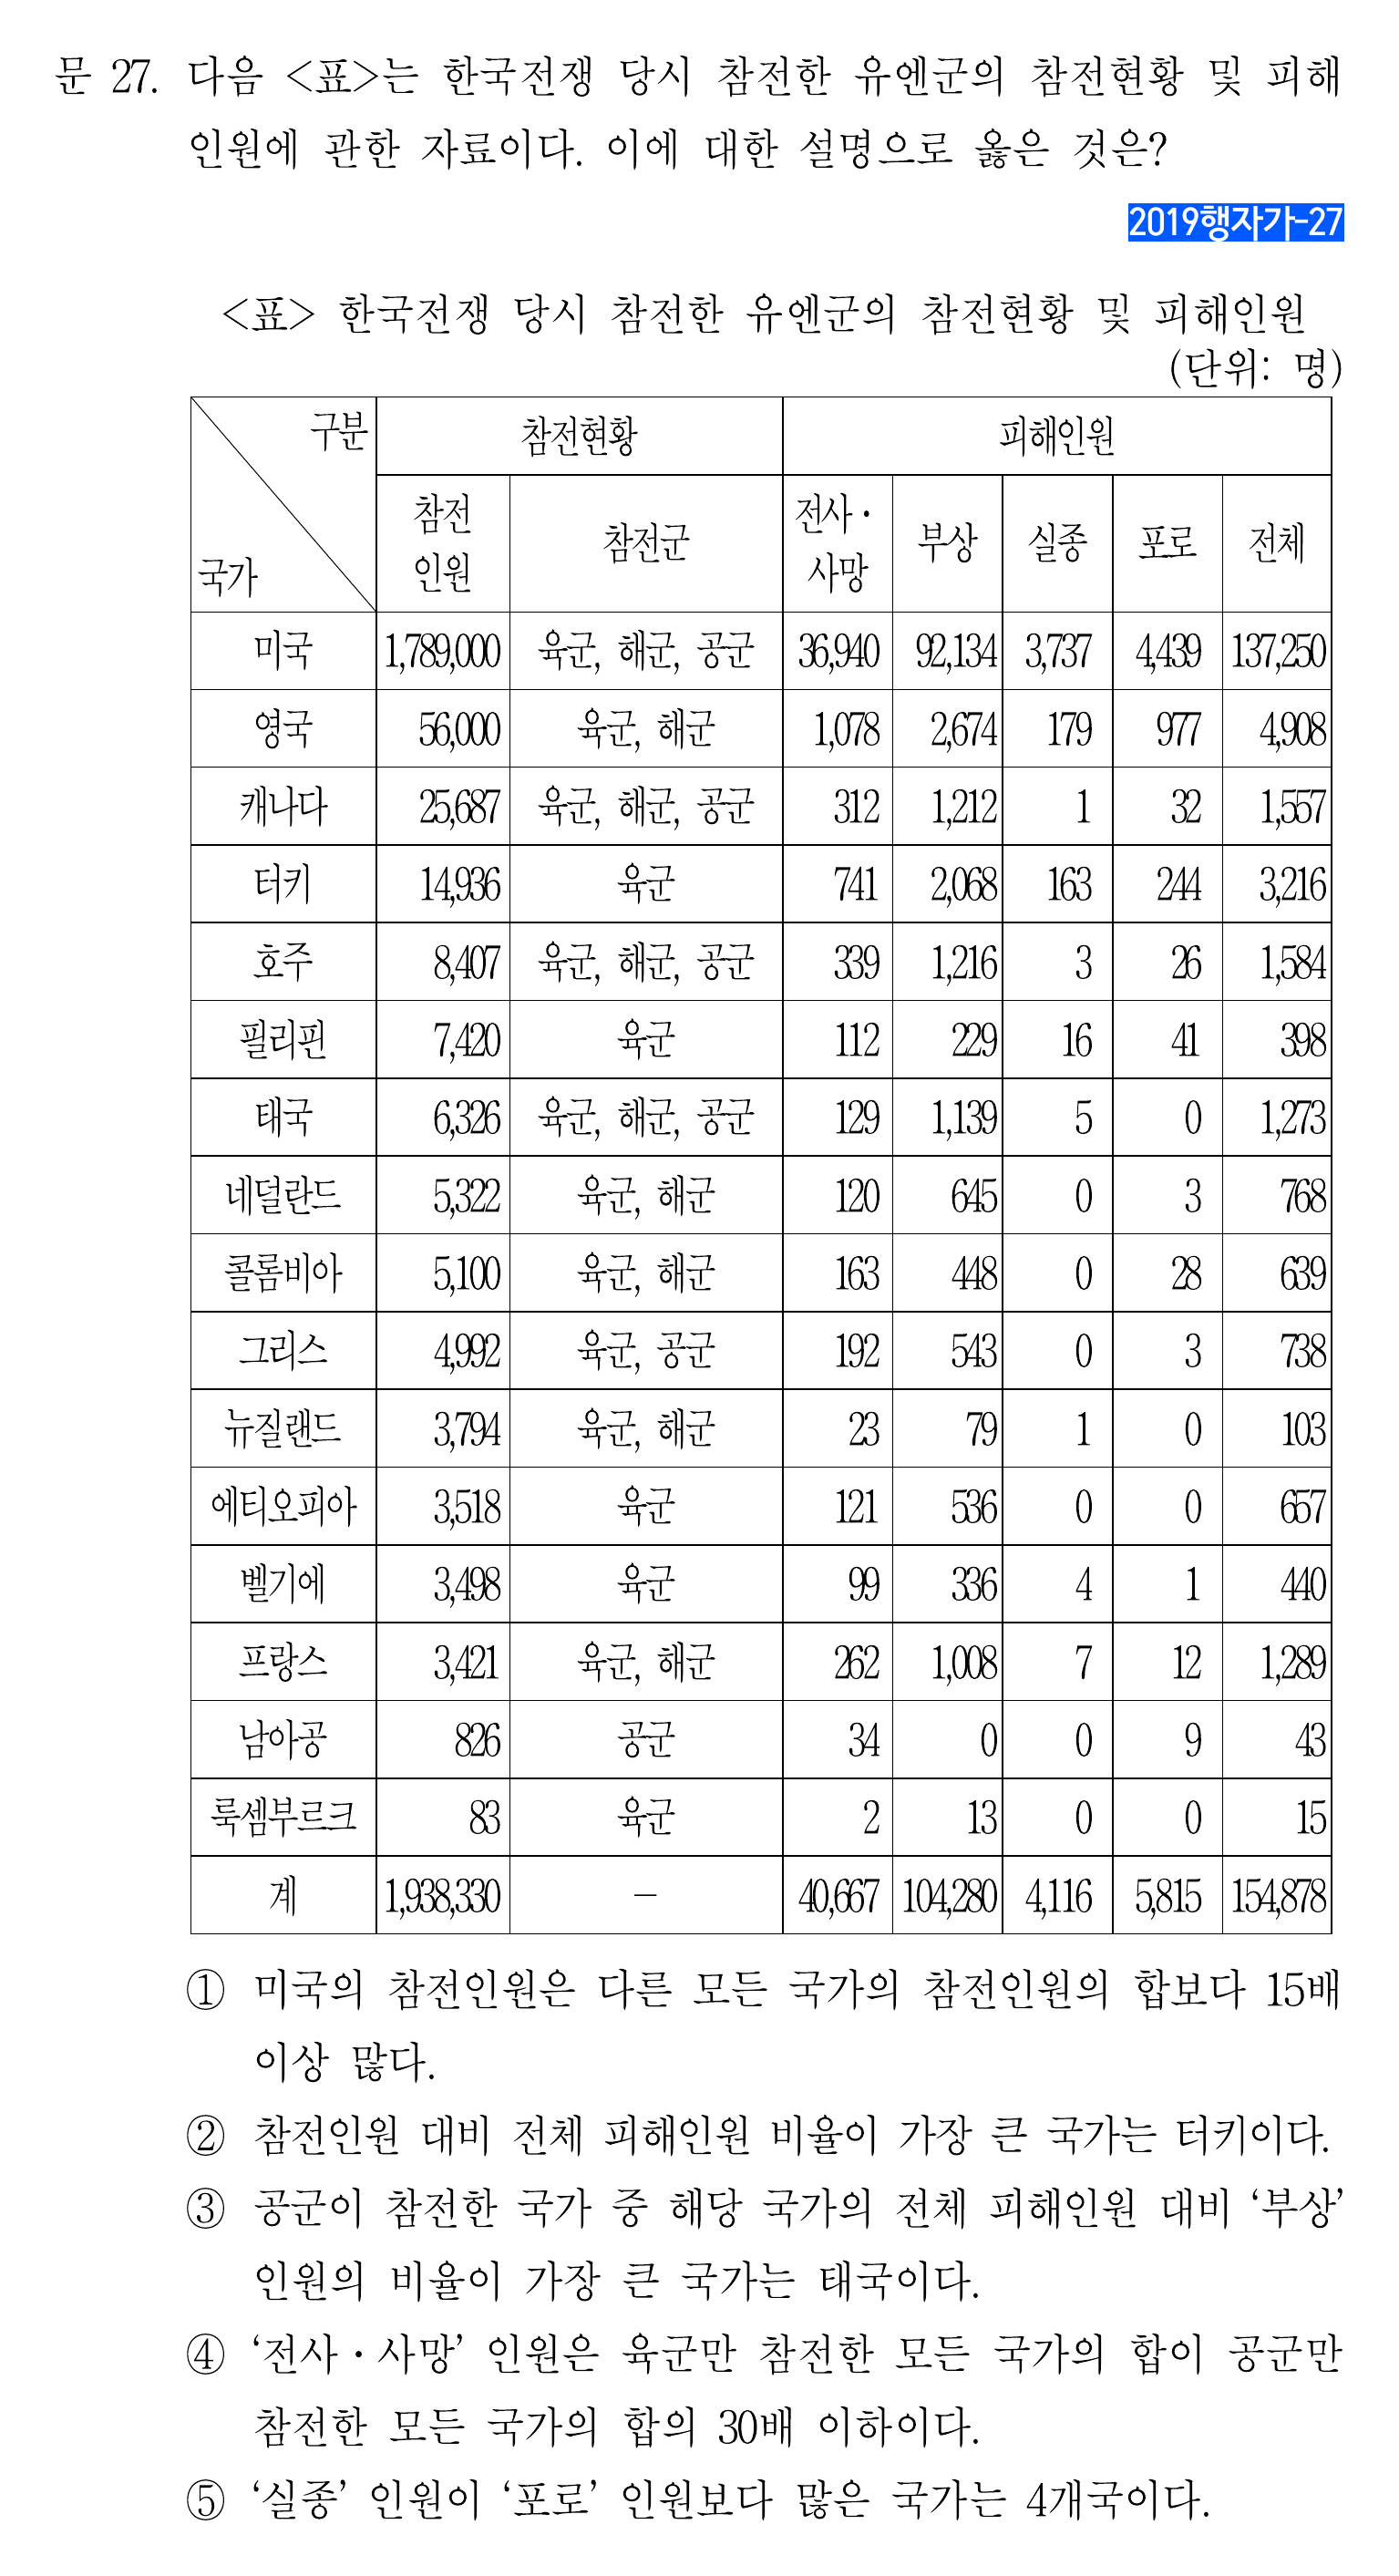 문 27. 다음 <표>는 한국전쟁 당시 참전한 유엔군의 참전현황 및 피해
인원에 관한 자료이다. 이에 대한 설명으로 옳은 것은?
2019행자가-27
<표> 한국전쟁 당시 참전한 유엔군의 참전현황 및 피해인원
(단위: 명)
구분 참전현황 피해인원
국가 참전인원 참전군 전사·사망 부상 실종 포로 전체
미국 1,789,000 육군, 해군, 공군 36,940 92,134 3,737 4,439 137,250
영국 56,000 육군, 해군 1,078 2,674 179 977 4,908
캐나다 25,687 육군, 해군, 공군 312 1,212 1 32 1,557
터키 14,936 육군 741 2,068 163 244 3,216
호주 8,407 육군, 해군, 공군 339 1,216 3 26 1,584
필리핀 7,420 육군 112 229 16 41 398
태국 6,326 육군, 해군, 공군 129 1,139 5 0 1,273
네덜란드 5,322 육군, 해군 120 645 0 3 768
콜롬비아 5,100 육군, 해군 163 448 0 28 639
그리스 4,992 육군, 공군 192 543 0 3 738
뉴질랜드 3,794 육군, 해군 23 79 1 0 103
에티오피아 3,518 육군 121 536 0 0 657
벨기에 3,498 육군 99 336 4 1 440
프랑스 3,421 육군, 해군 262 1,008 7 12 1,289
남아공 826 공군 34 0 0 9 43
룩셈부르크 83 육군 2 13 0 0 15
계 1,938,330 － 40,667 104,280 4,116 5,815 154,878
① 미국의 참전인원은 다른 모든 국가의 참전인원의 합보다 15배
이상 많다.
② 참전인원 대비 전체 피해인원 비율이 가장 큰 국가는 터키이다.
③ 공군이 참전한 국가 중 해당 국가의 전체 피해인원 대비 ‘부상’
인원의 비율이 가장 큰 국가는 태국이다.
④ ‘전사·사망’ 인원은 육군만 참전한 모든 국가의 합이 공군만
참전한 모든 국가의 합의 30배 이하이다.
⑤ ‘실종’ 인원이 ‘포로’ 인원보다 많은 국가는 4개국이다.